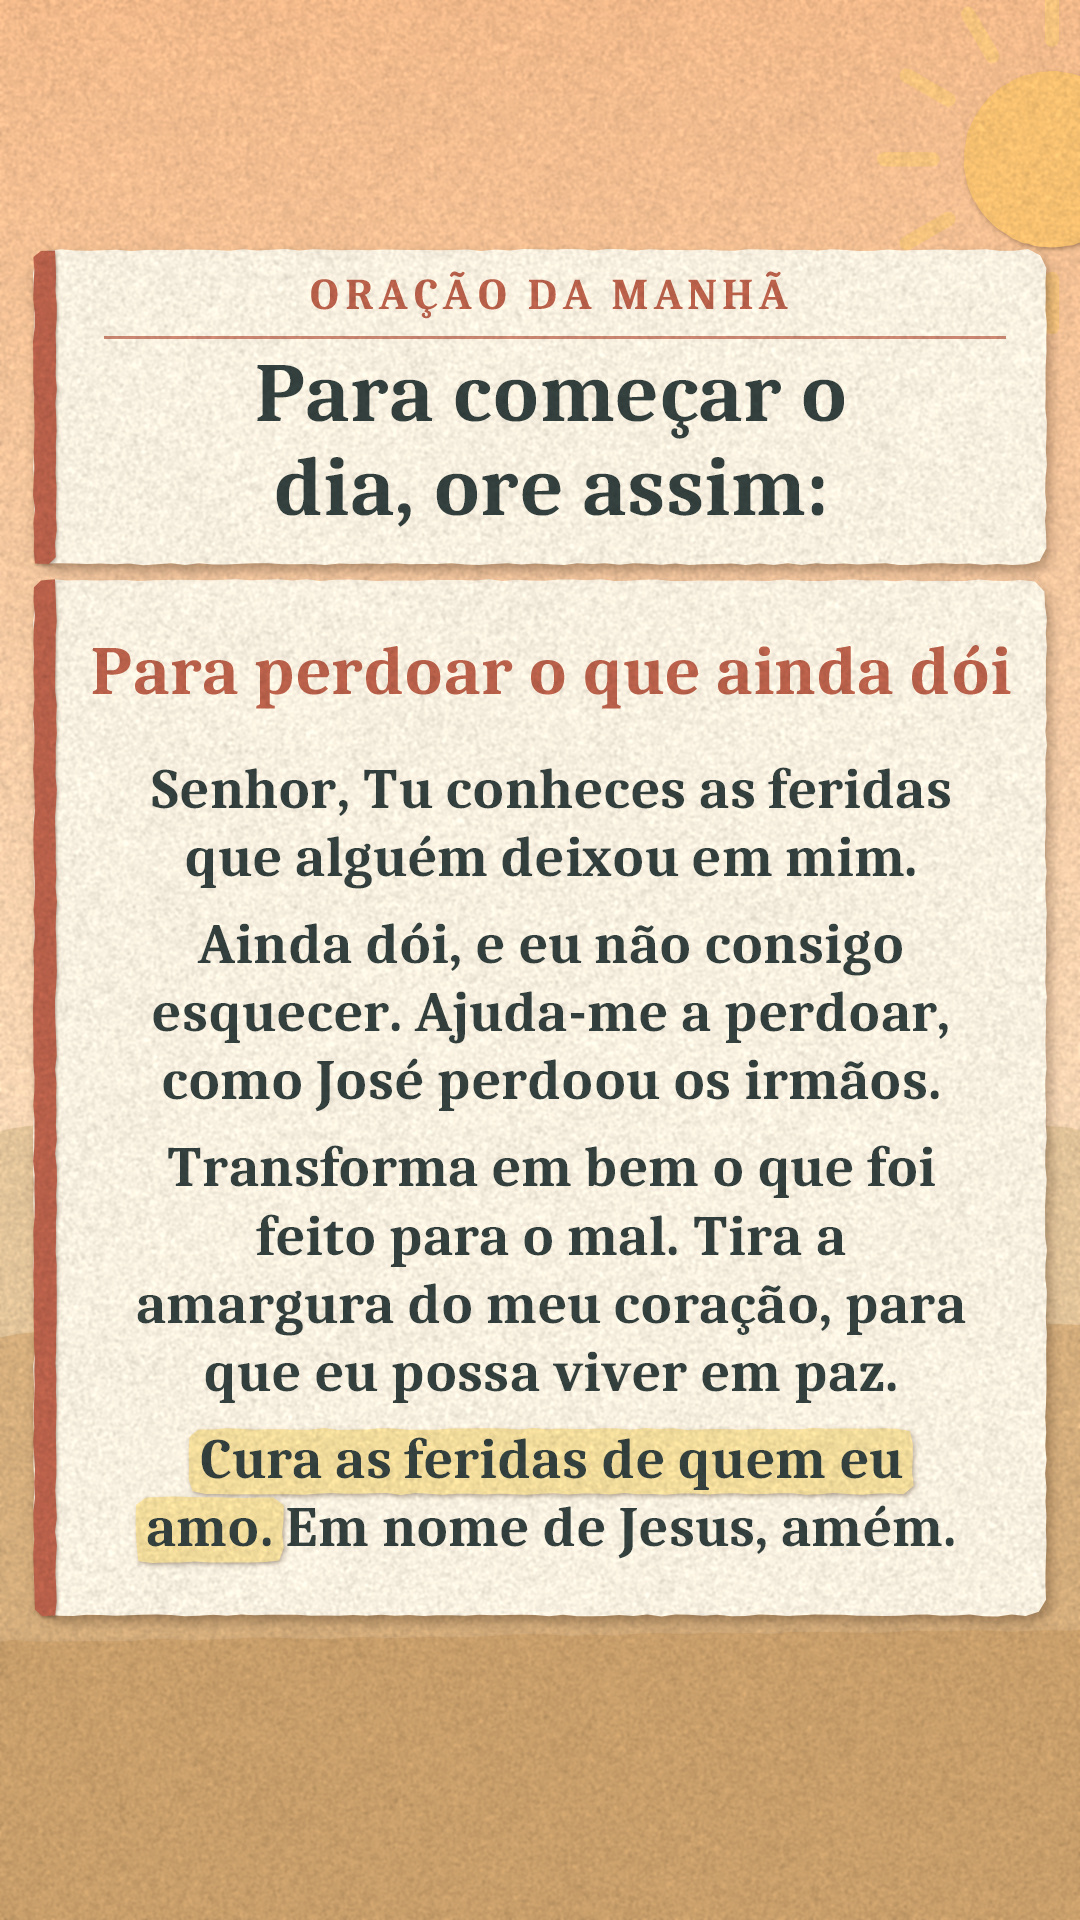 ORAÇÃO DA MANHÃ
Para começar o
dia, ore assim:
Para perdoar o que ainda dói
Senhor, Tu conheces as feridas
que alguém deixou em mim.
Ainda dói, e eu não consigo
esquecer. Ajuda-me a perdoar,
como José perdoou os irmãos.
Transforma em bem o que foi
feito para o mal. Tira a
amargura do meu coração, para
que eu possa viver em paz.
Cura as feridas de quem eu
amo. Em nome de Jesus, amém.